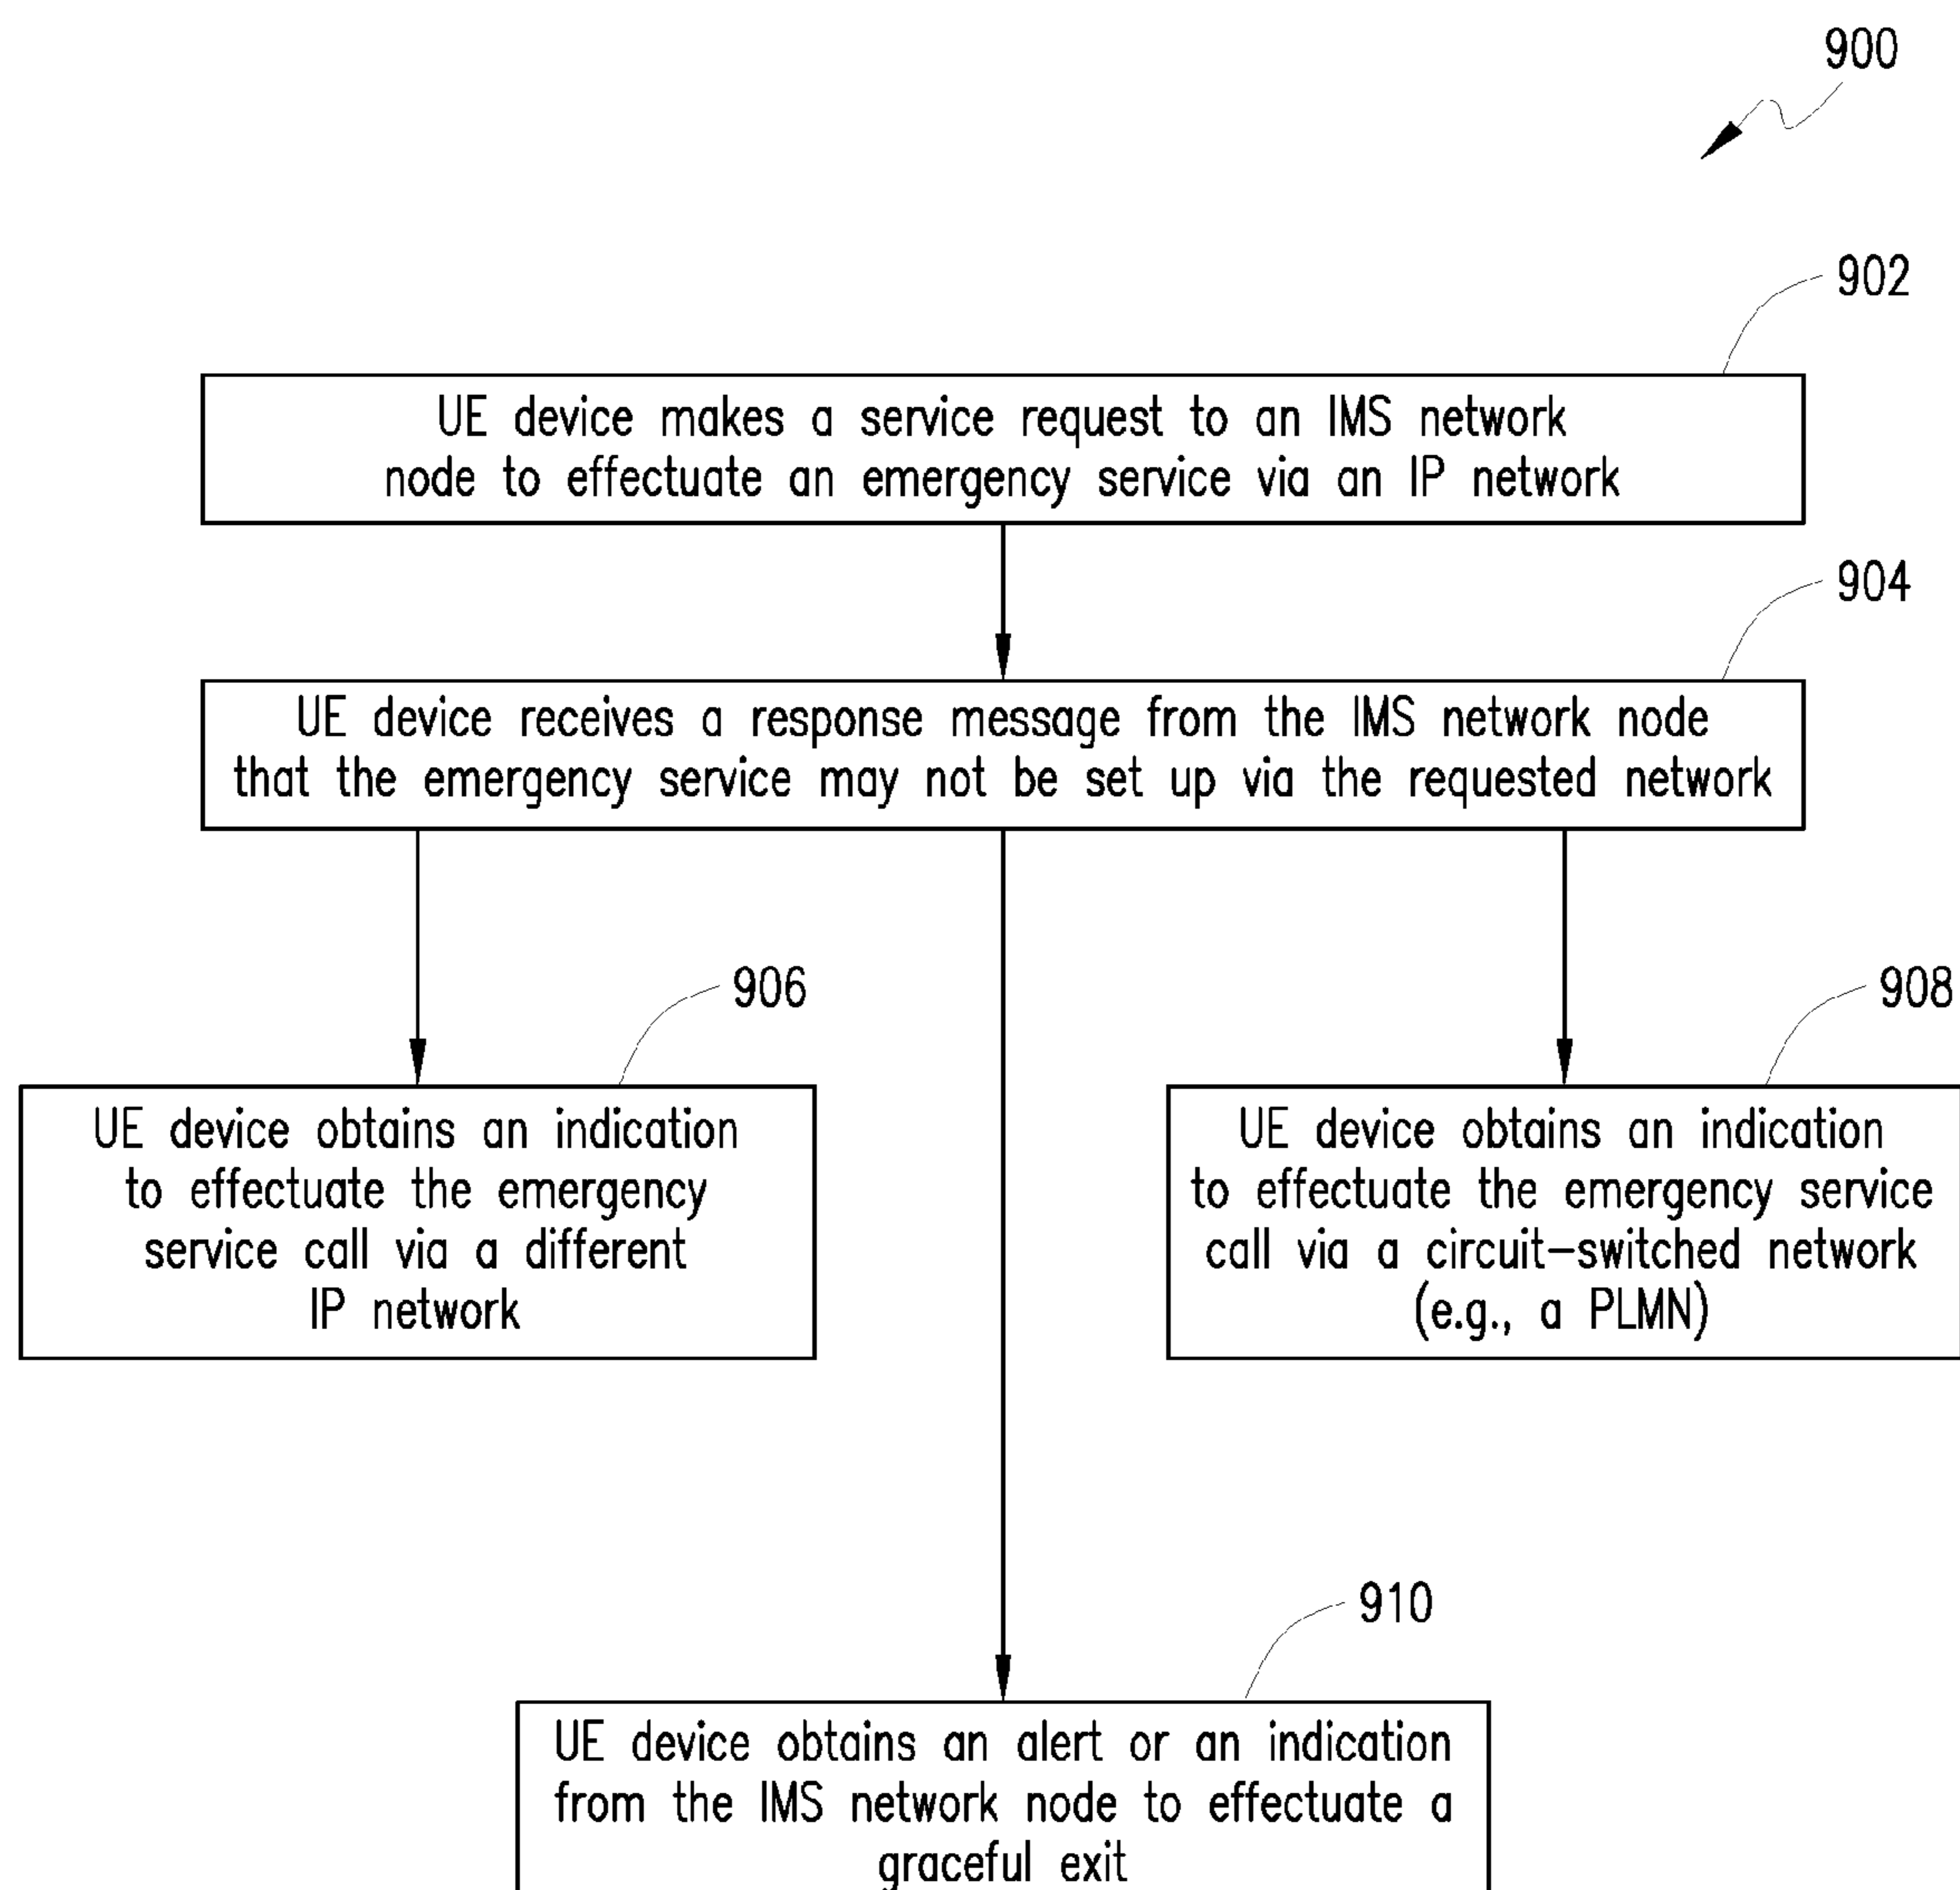 900
902
UE device makes a service request to an IMS network
node to effectuate an emergency service via an IP network
904
UE device receives a response message from the IMS network node
that the emergency service may not be set up via the requested network
906
UE device obtains an indication
to effectuate the emergency
service call via a different
IP network
908
UE device obtains an indication
to effectuate the emergency service
call via a circuit-switched network
(e.g., a PLMN)
910
UE device obtains an alert or an indication
from the IMS network node to effectuate a
graceful exit